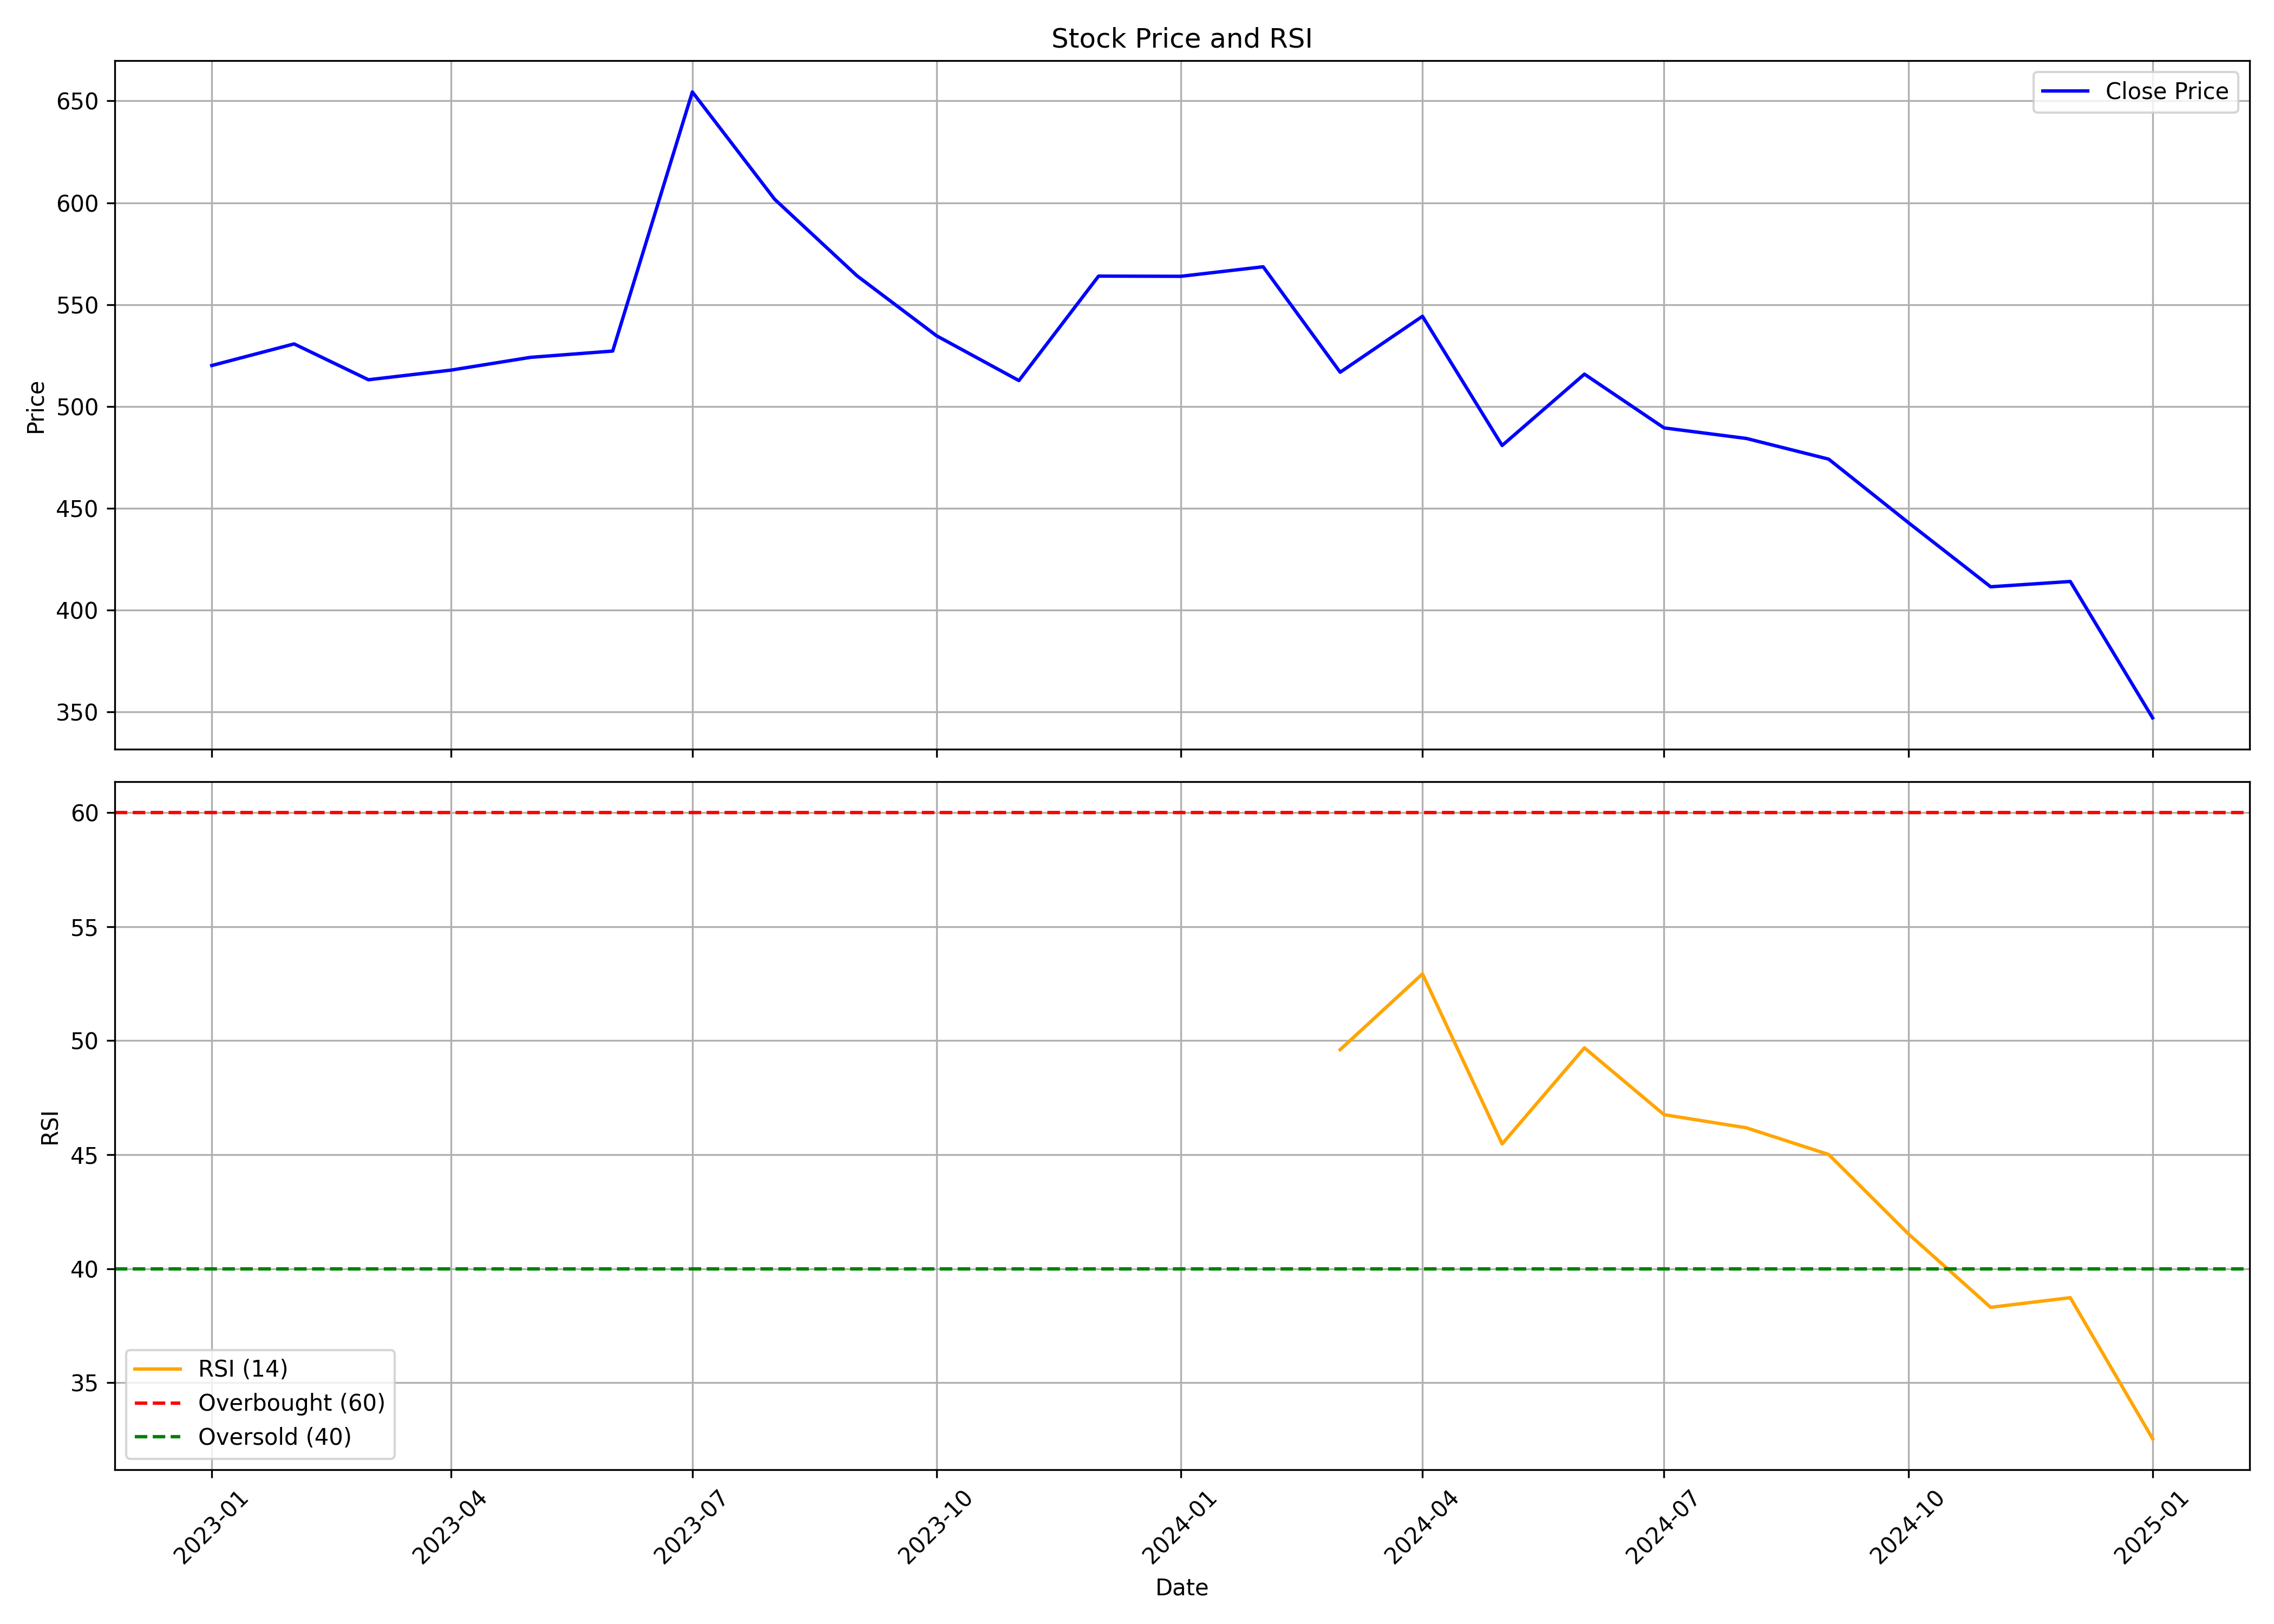 Stock Price and RSI
Close Price
650
600
550
500
450
400
350
Price
60
55
50
45
40
35
RSI
RSI (14)
Overbought (60)
Oversold (40)
2023-01
2023-04
2023-07
2023-10
2024-01
2024-04
2024-07
2024-10
2025-01
Date